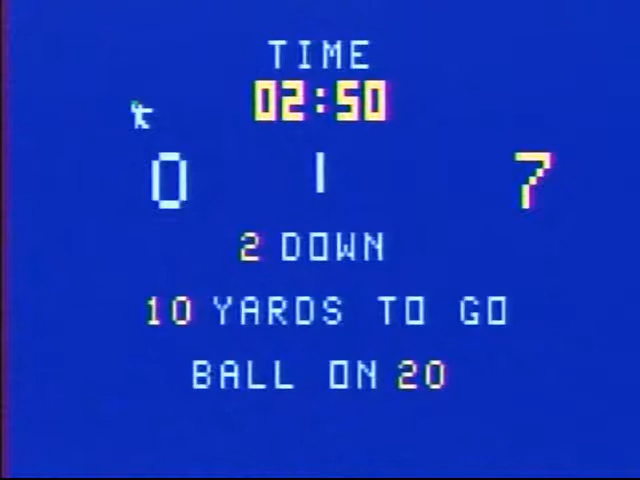 TIME
02:50
0 1 7
2 DOWN
10 YARDS TO GO
BALL ON 20